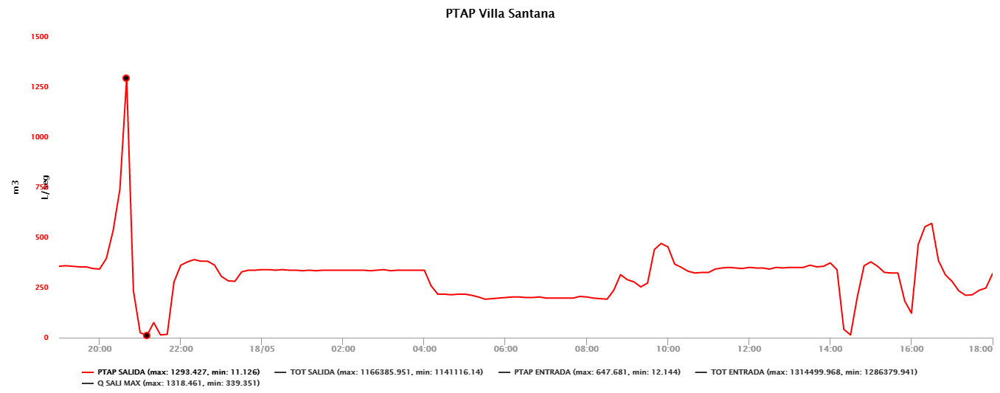 PTAP Villa Santana
1500
1250
1000
750
500
250
0
m3
L/seg
20:00 22:00 18/05 02:00 04:00 06:00 08:00 10:00 12:00 14:00 16:00 18:00
PTAP SALIDA (max: 1293.427, min: 11.126) TOT SALIDA (max: 1166385.951, min: 1141116.14) PTAP ENTRADA (max: 647.681, min: 12.144) TOT ENTRADA (max: 1314499.968, min: 1286379.941)
Q SALI MAX (max: 1318.461, min: 339.351)